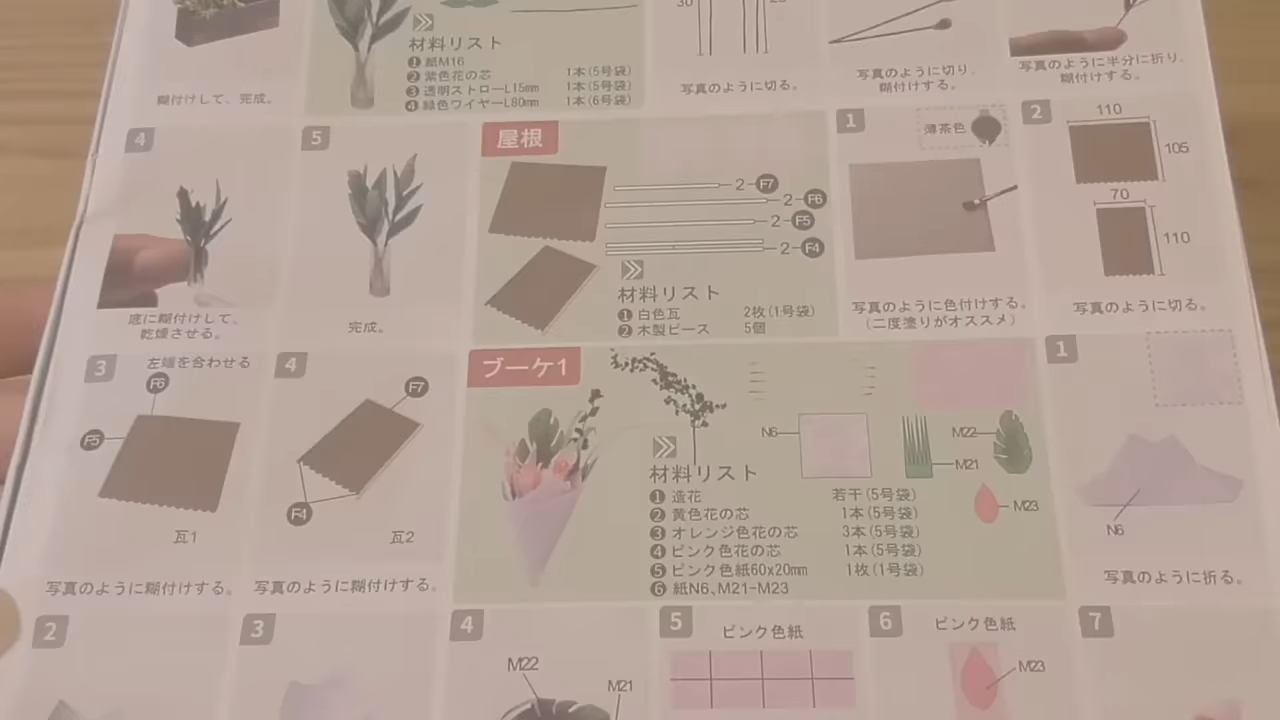 糊付けして、完成。
材料リスト
1 紙M16
2 紫色花の芯 1本(5号袋)
3 透明ストローL15mm 1本(5号袋)
4 緑色ワイヤーL80mm 1本(6号袋)
30
写真のように切る。
写真のように切り、
糊付けする。
写真のように半分に折り、
糊付けする。
4
底に糊付けして、
乾燥させる。
5
完成。
屋根
2 F7
2 F6
2 F5
2 F4
材料リスト
1 白色瓦 2枚(1号袋)
2 木製ピース 5個
1
薄茶色
写真のように色付けする。
(二度塗りがオススメ)
2
110
105
70
110
写真のように切る。
3
左端を合わせる
F6
F5
瓦1
写真のように糊付けする。
4
F7
F4
瓦2
写真のように糊付けする。
ブーケ1
N6
M22
M21
M23
材料リスト
1 造花 若干(5号袋)
2 黄色花の芯 1本(5号袋)
3 オレンジ色花の芯 3本(5号袋)
4 ピンク色花の芯 1本(5号袋)
5 ピンク色紙60x20mm 1枚(1号袋)
6 紙N6、M21-M23
1
N6
写真のように折る。
2
3
4
M22
M21
5
ピンク色紙
6
ピンク色紙
M23
7